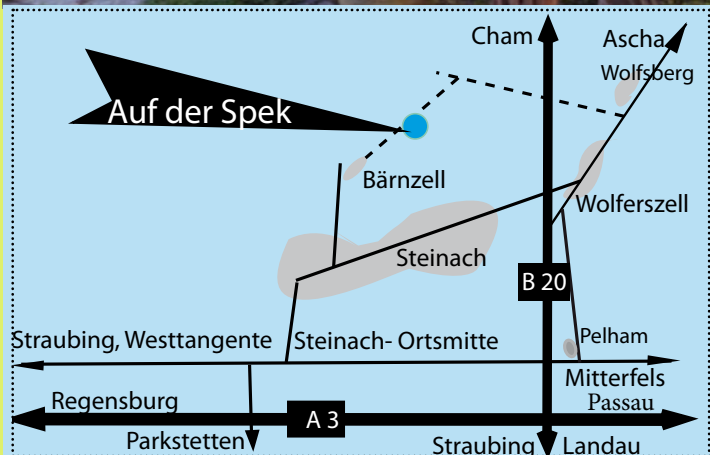 Cham
Ascha
Wolfsberg
Auf der Spek
Bärnzell
Wolferszell
Steinach
B 20
Straubing, Westtangente
Steinach- Ortsmitte
Pelham
Mitterfels
Regensburg
Passau
A 3
Parkstetten
Straubing
Landau